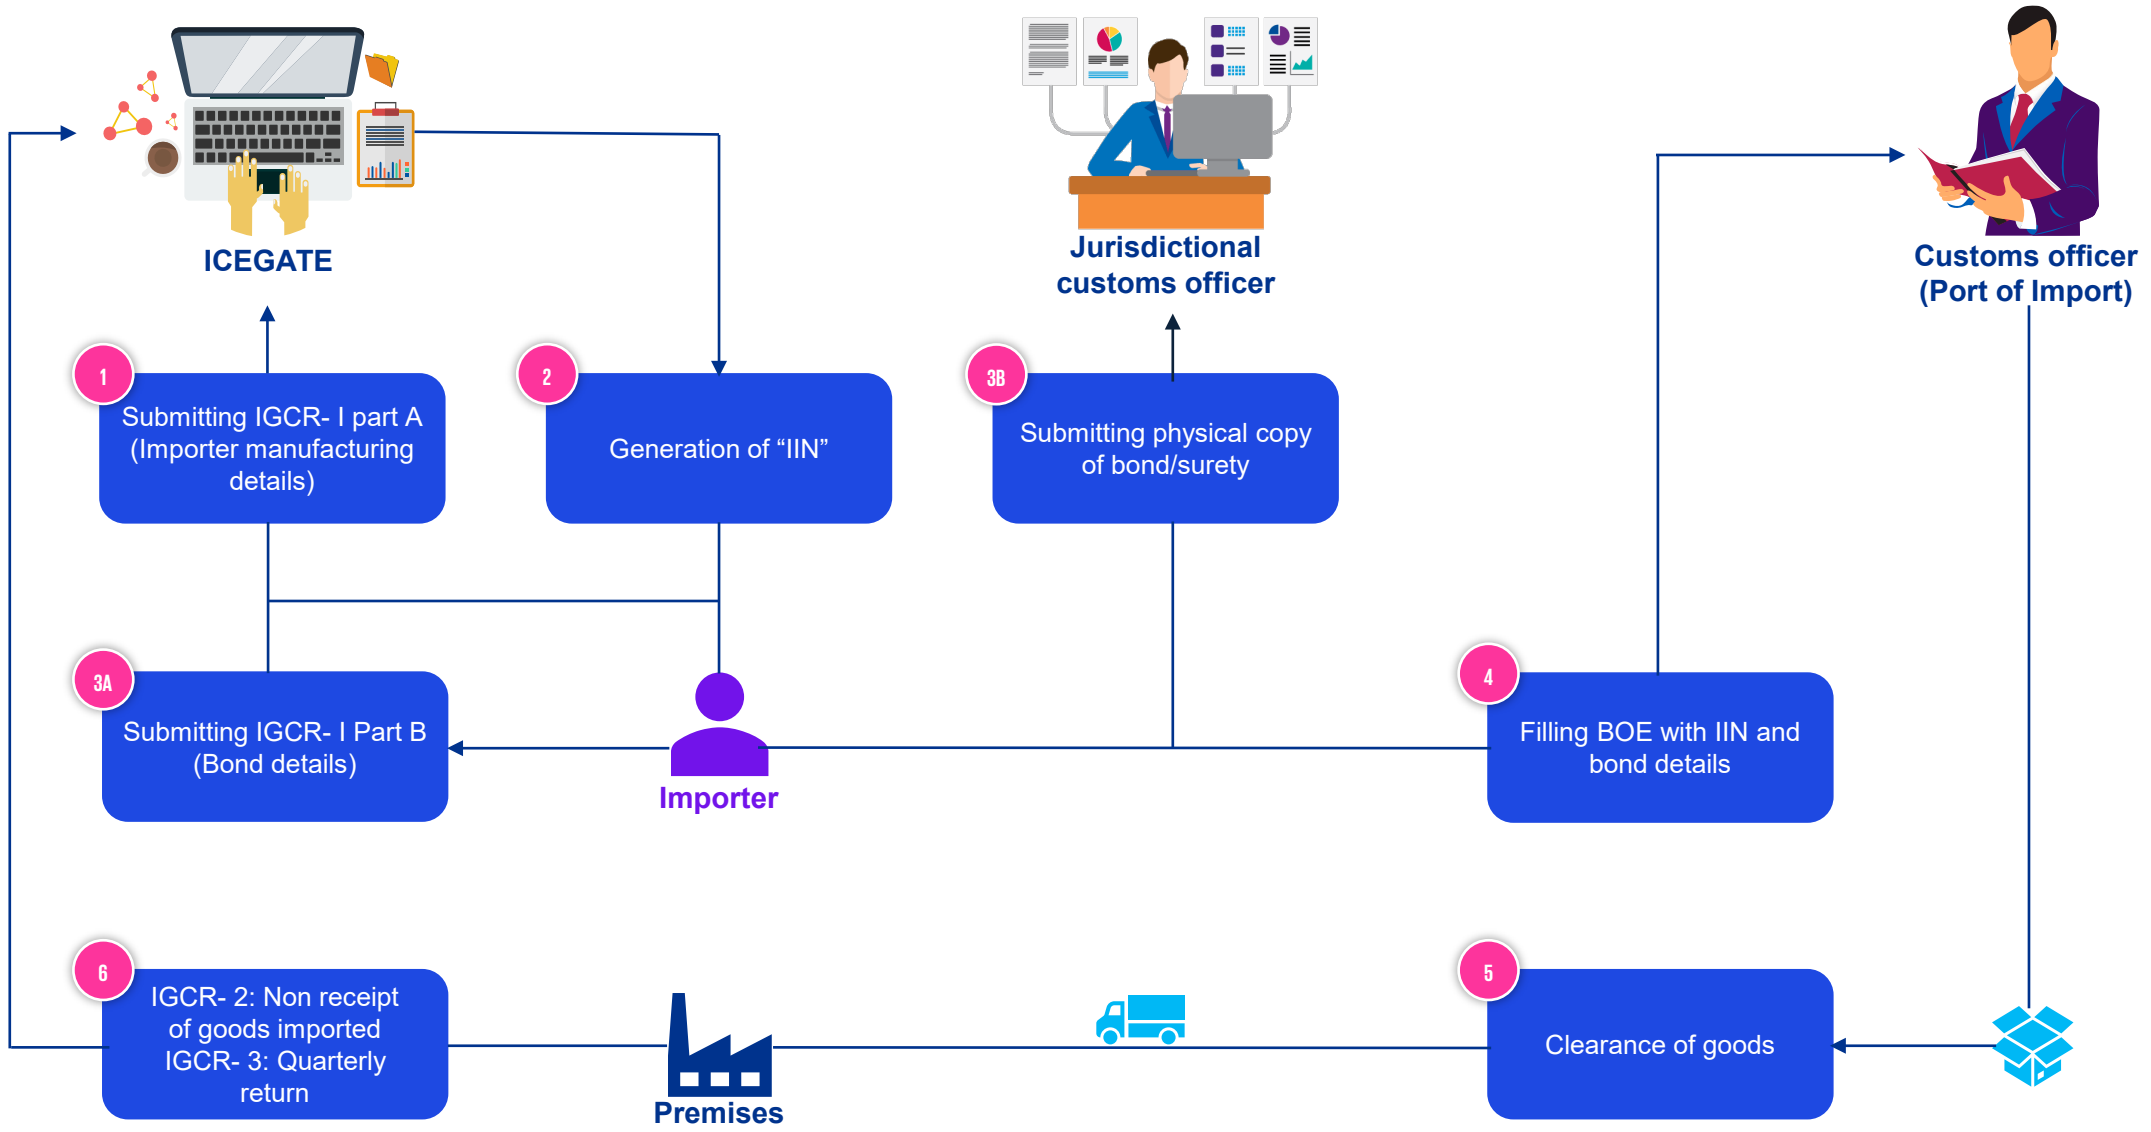 ICEGATE
Jurisdictional
customs officer
Customs officer
(Port of Import)
1
Submitting IGCR- I part A
(Importer manufacturing
details)
2
Generation of “IIN”
3B
Submitting physical copy
of bond/surety
3A
Submitting IGCR- I Part B
(Bond details)
Importer
4
Filling BOE with IIN and
bond details
6
IGCR- 2: Non receipt
of goods imported
IGCR- 3: Quarterly
return
Premises
5
Clearance of goods